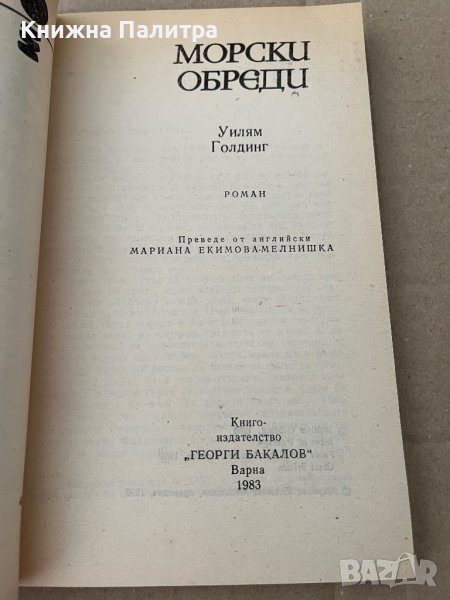 Книжна Палитра
МОРСКИ
ОБРЕДИ
Уилям
Голдинг
РОМАН
Преведе от английски
МАРИАНА ЕКИМОВА-МЕЛНИШКА
Книго-
издателство
„ГЕОРГИ БАКАЛОВ"
Варна
1983
BAZAR